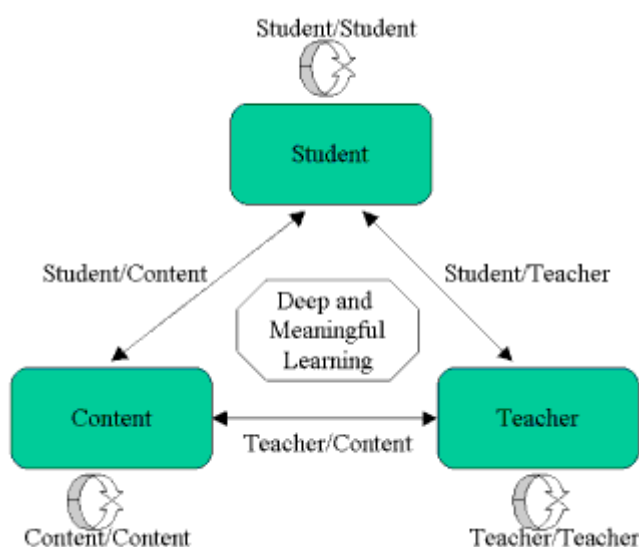 Student/Student
Student
Student/Content
Student/Teacher
Deep and
Meaningful
Learning
Content
Teacher
Teacher/Content
Content/Content
Teacher/Teacher